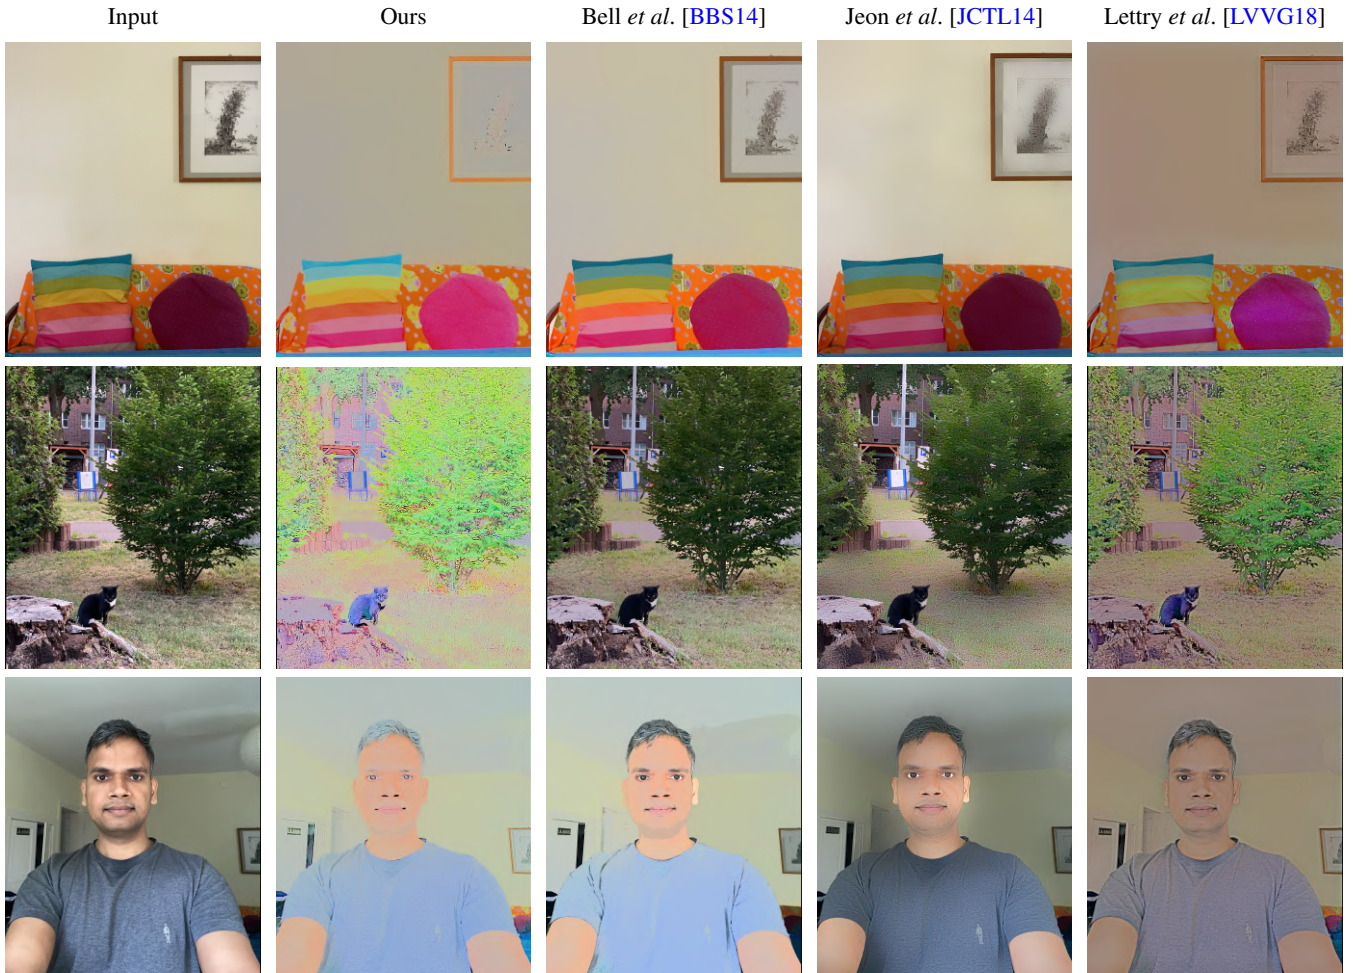 Input Ours Bell et al. [BBS14] Jeon et al. [JCTL14] Lettry et al. [LVVG18]